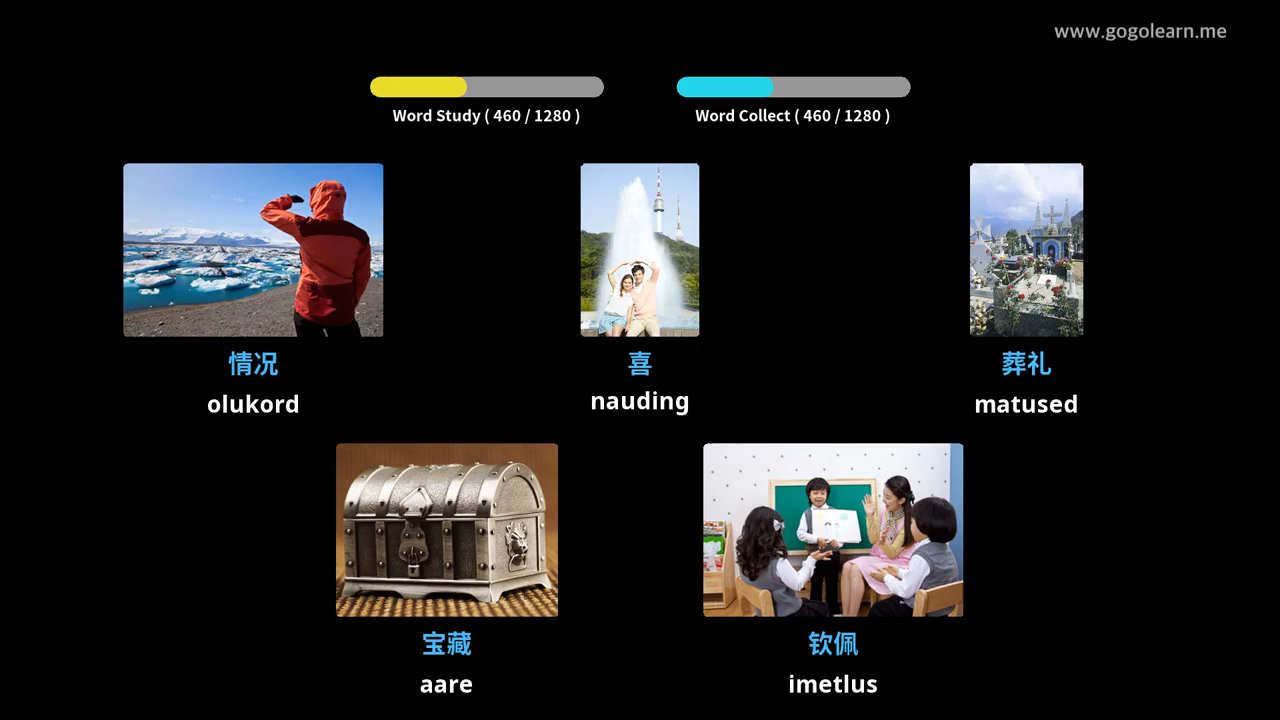 www.gogolearn.me
Word Study ( 460 / 1280 )
Word Collect ( 460 / 1280 )
情况
olukord
喜
nauding
葬礼
matused
宝藏
aare
钦佩
imetlus